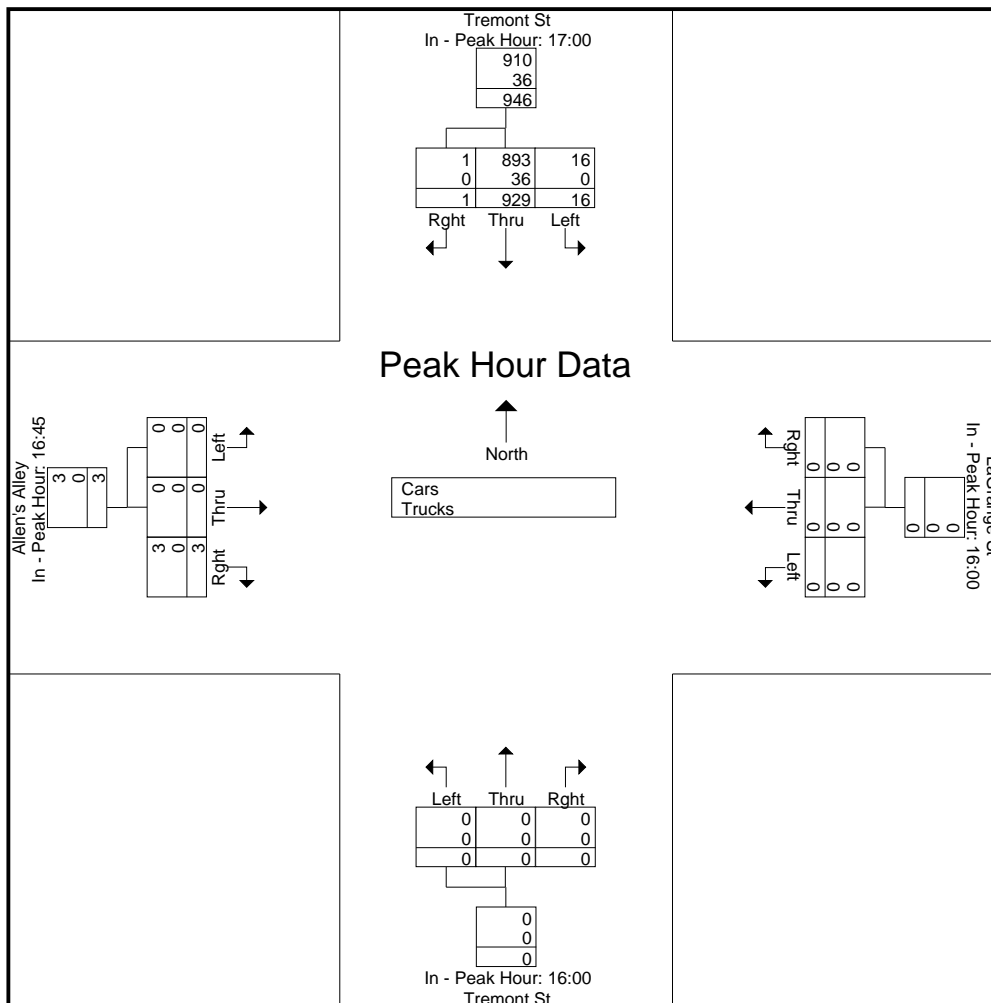 Tremont St
In - Peak Hour: 17:00
910
36
946
1 893 16
0 36 0
1 929 16
Rght Thru Left
Peak Hour Data
North
Cars
Trucks
Allen's Alley
In - Peak Hour: 16:45
3 0 3
0 0 0
Left
0 0 0
Thru
3 0 3
Rght
LaGrange St
In - Peak Hour: 16:00
0 0 0
Rght
0 0 0
Thru
0 0 0
Left
0 0 0
Left Thru Rght
0 0 0
0 0 0
0 0 0
0
0
0
In - Peak Hour: 16:00
Tremont St